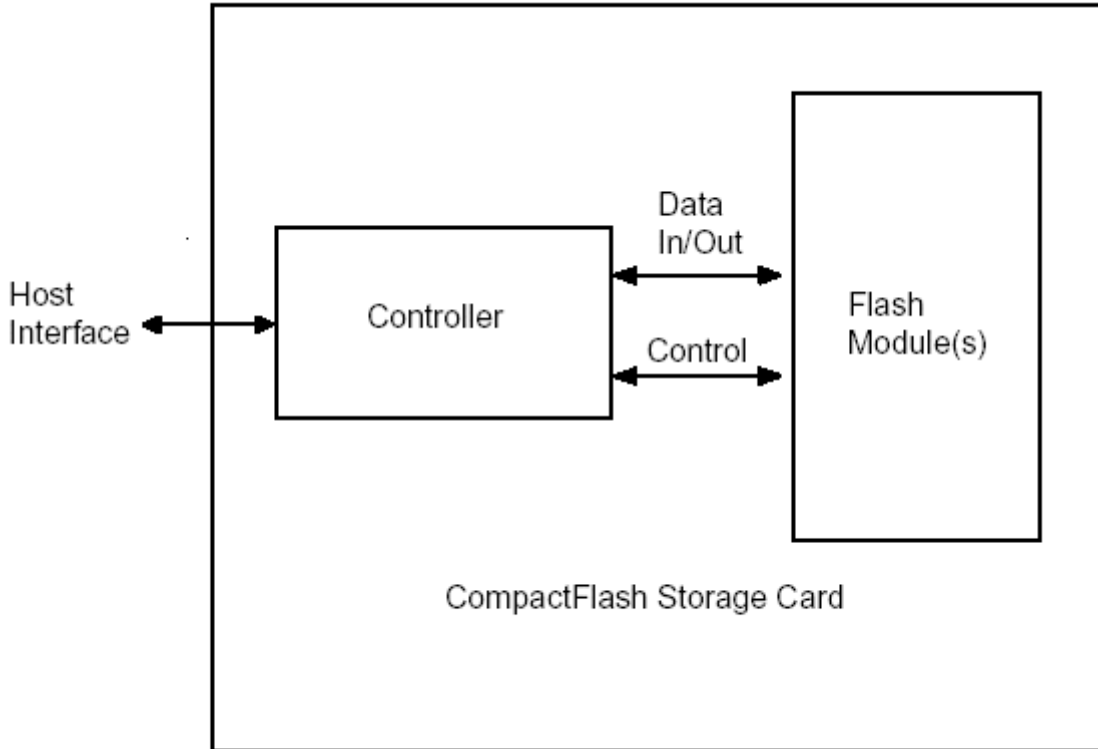 Data
In/Out
Host
Interface
Controller
Control
Flash
Module(s)
CompactFlash Storage Card